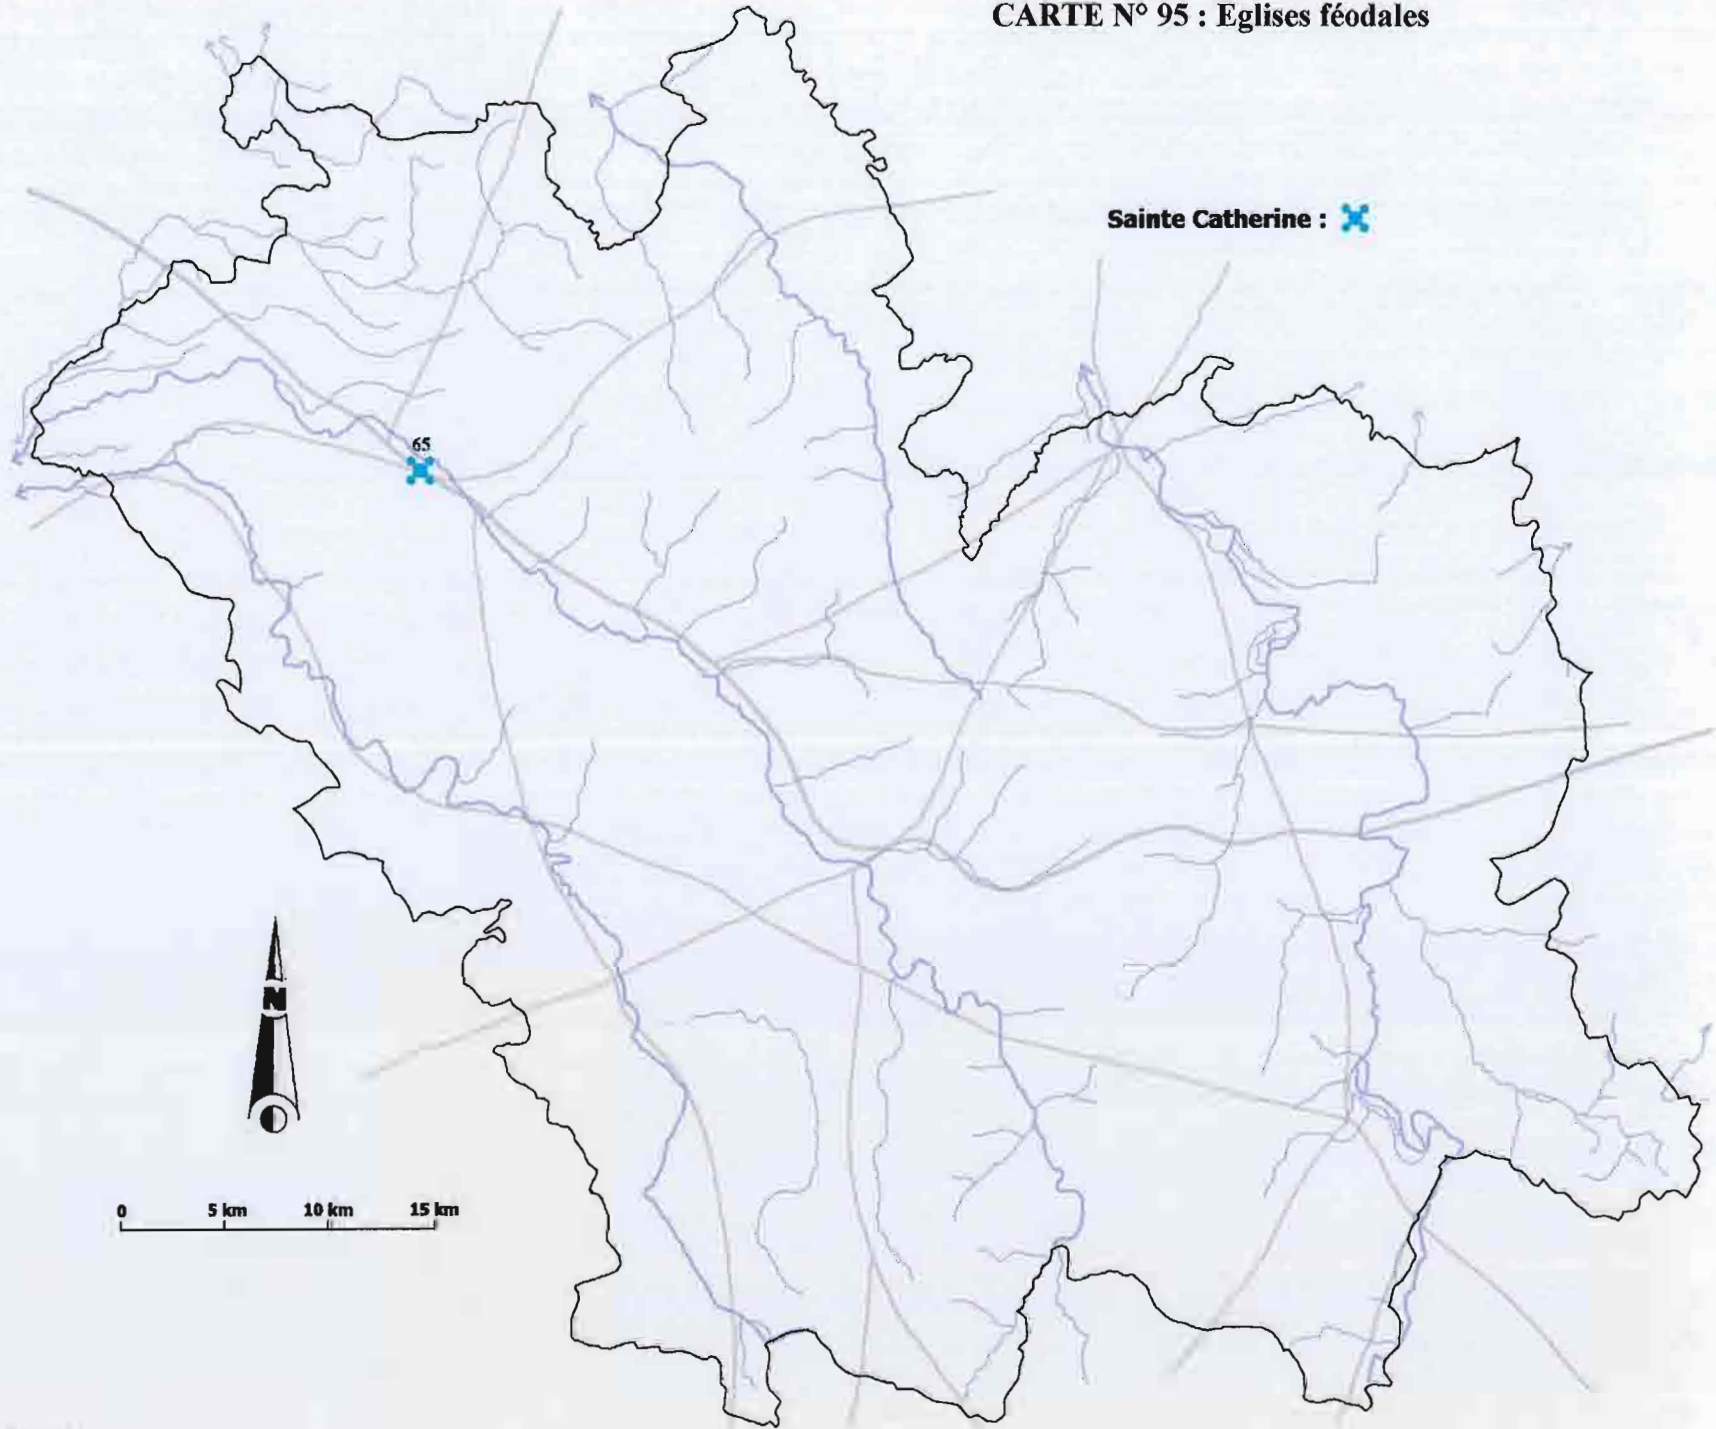 CARTE N° 95 : Eglises féodales
Sainte Catherine :
65
N
0 5 km 10 km 15 km